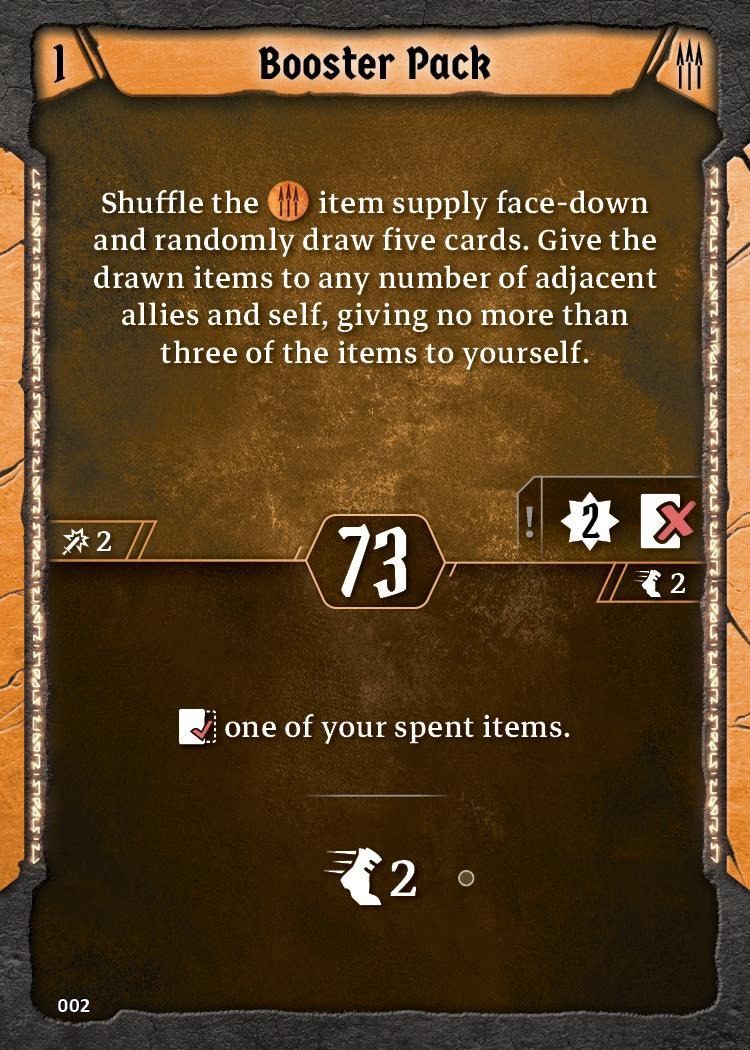 1
Booster Pack
Shuffle the item supply face-down
and randomly draw five cards. Give the
drawn items to any number of adjacent
allies and self, giving no more than
three of the items to yourself.
! 2
2
73
2
one of your spent items.
2
002